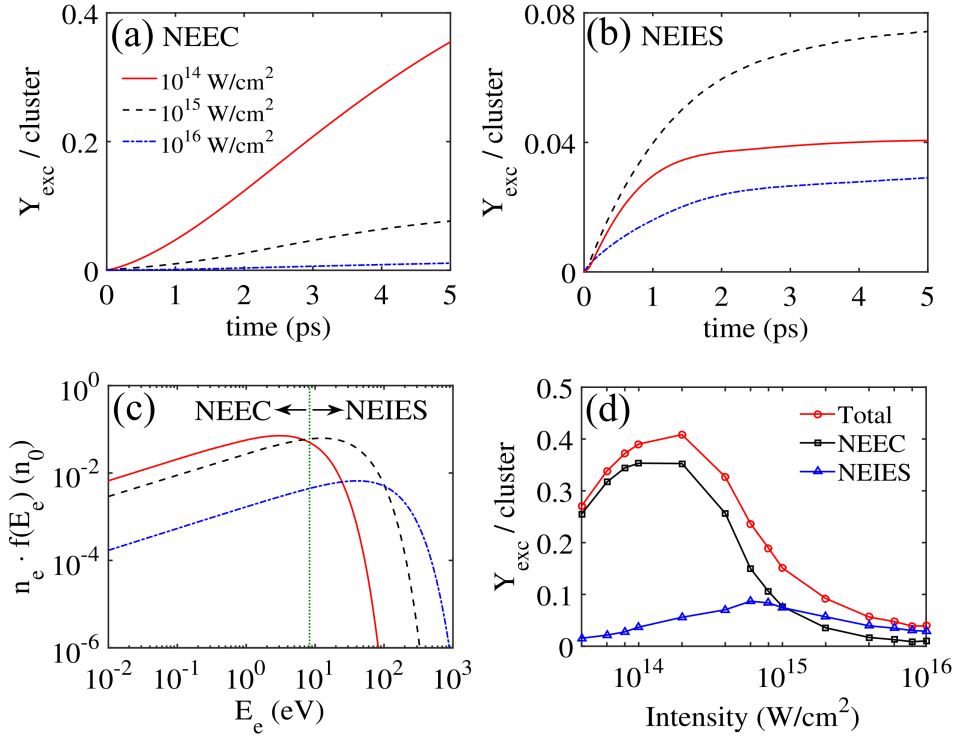 (a) NEEC
10^14 W/cm^2
10^15 W/cm^2
10^16 W/cm^2
0.4
0.2
0
Y_exc / cluster
0 1 2 3 4 5
time (ps)
(b) NEIES
0.08
0.04
0
Y_exc / cluster
0 1 2 3 4 5
time (ps)
(c)
NEEC NEIES
10^0
10^-2
10^-4
10^-6
n_e · f(E_e) (n_0)
10^-2 10^-1 10^0 10^1 10^2 10^3
E_e (eV)
(d)
Total
NEEC
NEIES
0.5
0.4
0.3
0.2
0.1
0
Y_exc / cluster
10^14 10^15 10^16
Intensity (W/cm^2)